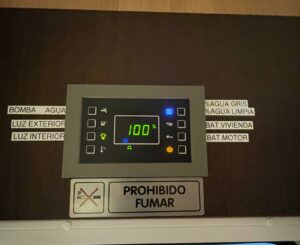 BOMBA AGUA
LUZ EXTERIOR
LUZ INTERIOR
100%
%AGUA GRIS
%AGUA LIMPIA
BAT.VIVIENDA
BAT.MOTOR
PROHIBIDO
FUMAR